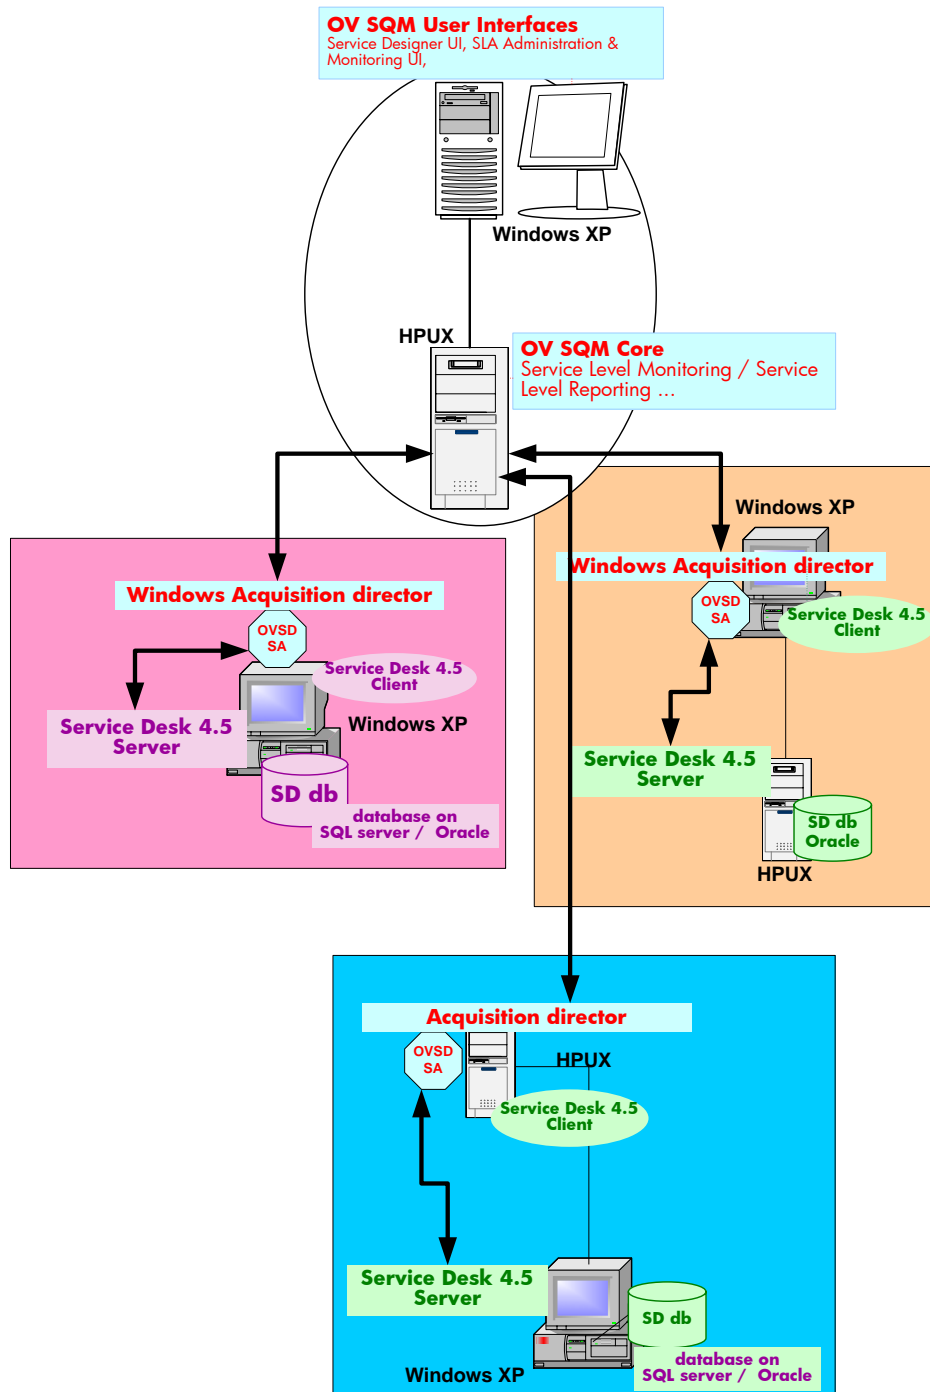 OV SQM User Interfaces
Service Designer UI, SLA Administration &
Monitoring UI,
Windows XP
HPUX
OV SQM Core
Service Level Monitoring / Service
Level Reporting ...
Windows XP
Windows Acquisition director
OVSD
SA
Service Desk 4.5
Client
Service Desk 4.5
Server
SD db
Oracle
HPUX
Windows Acquisition director
OVSD
SA
Service Desk 4.5
Client
Service Desk 4.5
Server
Windows XP
SD db
database on
SQL server / Oracle
Acquisition director
OVSD
SA
HPUX
Service Desk 4.5
Client
Service Desk 4.5
Server
SD db
Windows XP
database on
SQL server / Oracle